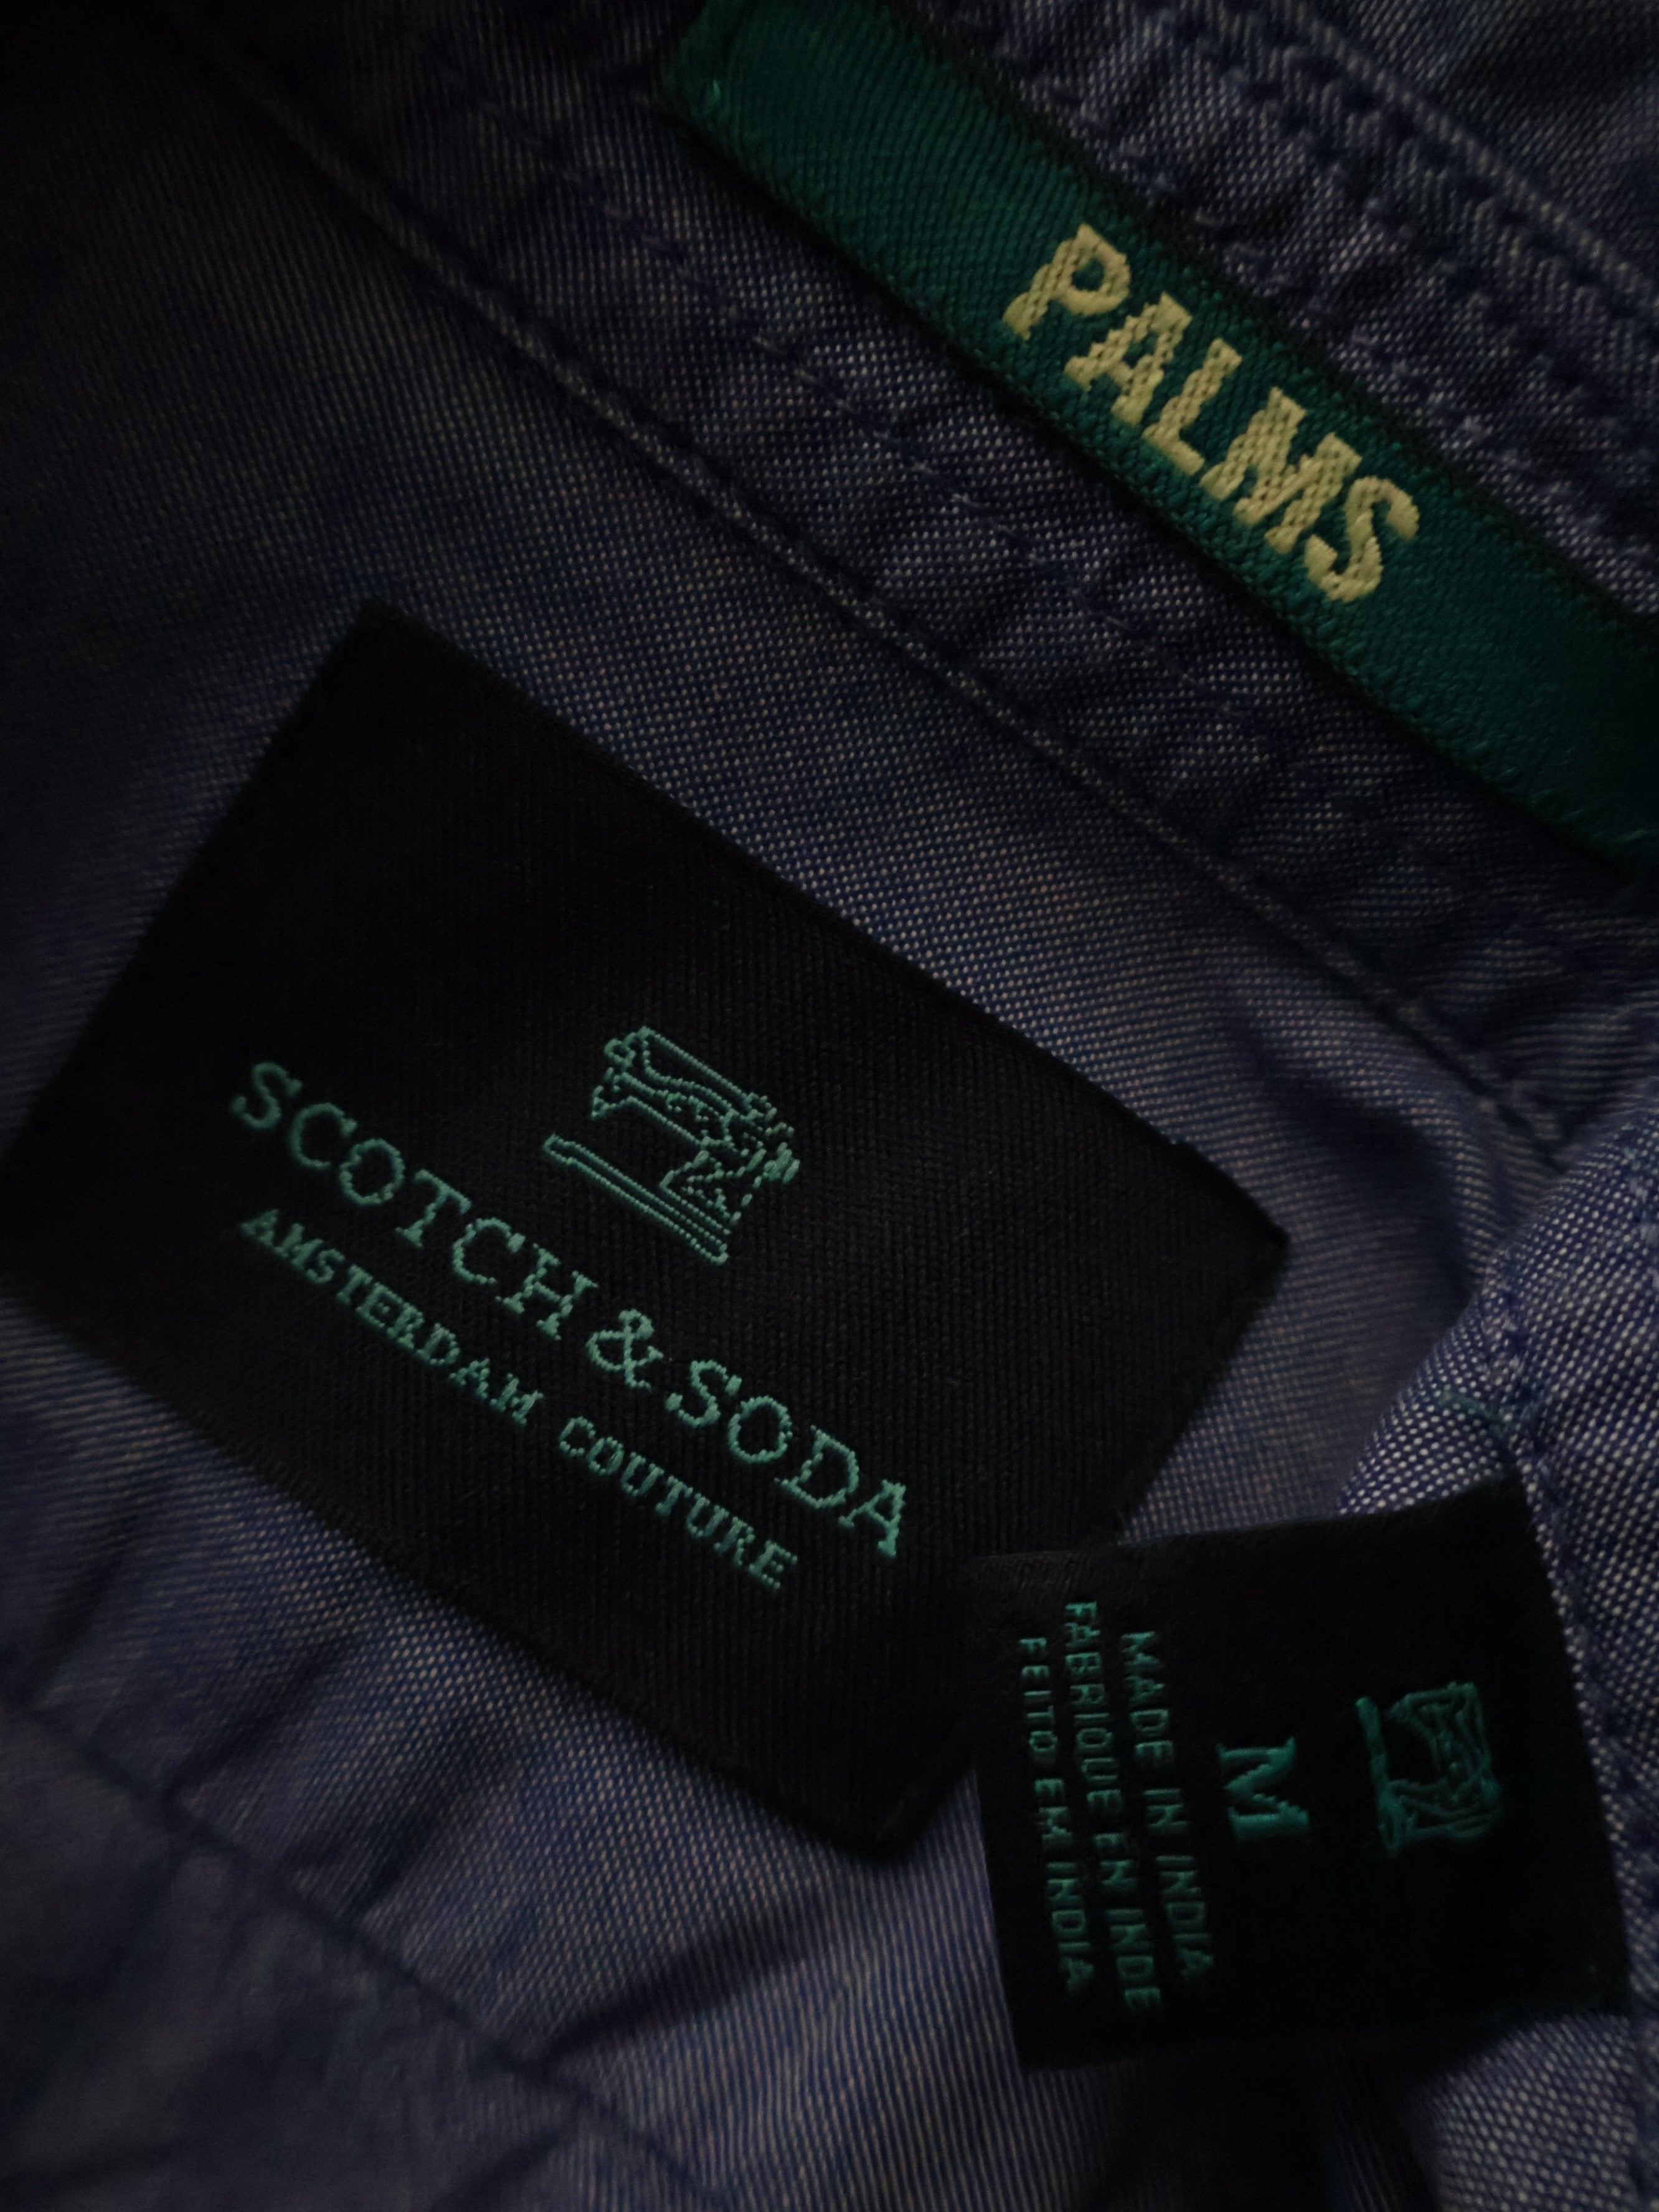 PALMS
SCOTCH & SODA
AMSTERDAM COUTURE
M
MADE IN INDIA
FABRIQUE EN INDE
FEITO EM INDIA